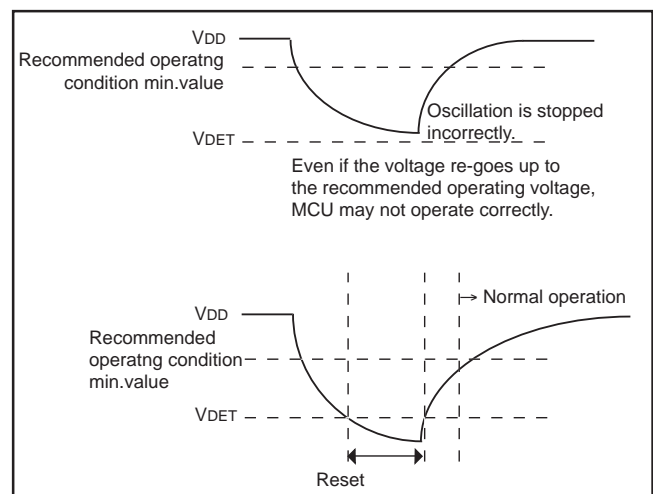 VDD
Recommended operatng
condition min.value
Oscillation is stopped
incorrectly.
VDET
Even if the voltage re-goes up to
the recommended operating voltage,
MCU may not operate correctly.
→ Normal operation
VDD
Recommended
operatng condition
min.value
VDET
Reset